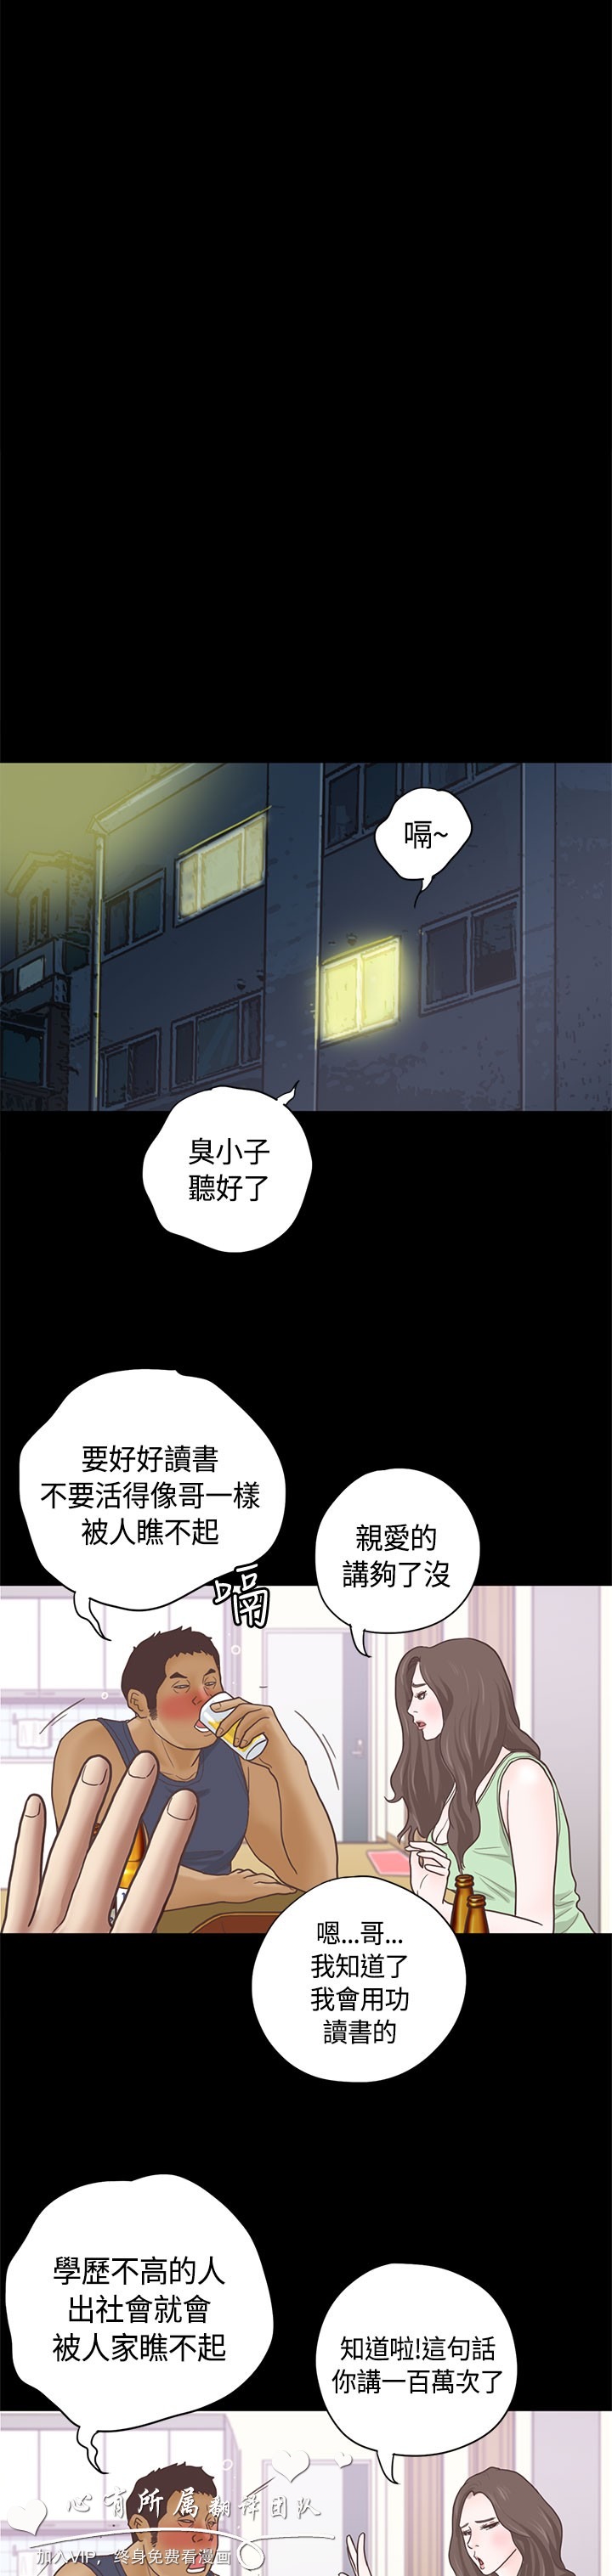 嗝~
臭小子
聽好了
要好好讀書
不要活得像哥一樣
被人瞧不起
親愛的
講夠了沒
嗝
嗯...哥...
我知道了
我會用功
讀書的
學歷不高的人
出社會就會
被人家瞧不起
知道啦!這句話
你講一百萬次了
心有所属翻译团队
加入VIP，终身免费看漫画